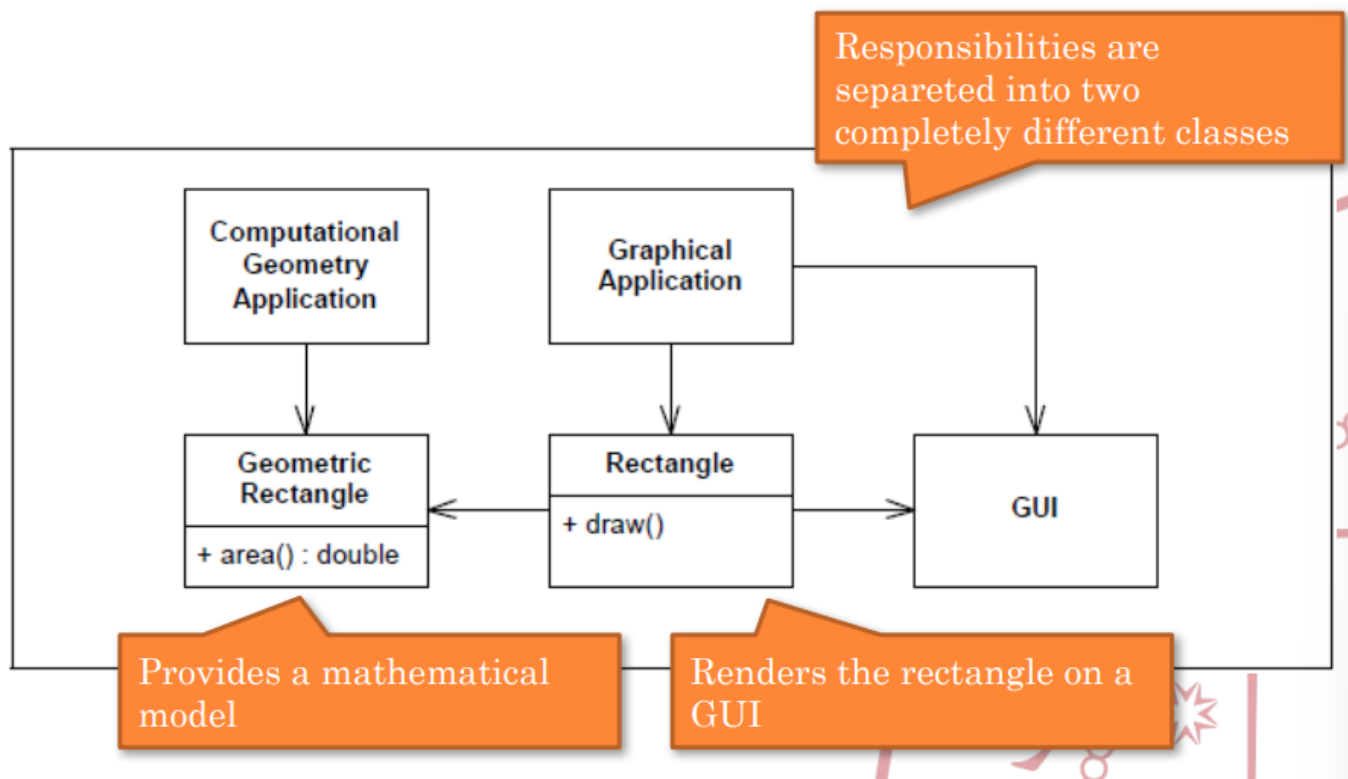 Responsibilities are
separeted into two
completely different classes
Computational
Geometry
Application
Graphical
Application
Geometric
Rectangle
+ area() : double
Rectangle
+ draw()
GUI
Provides a mathematical
model
Renders the rectangle on a
GUI